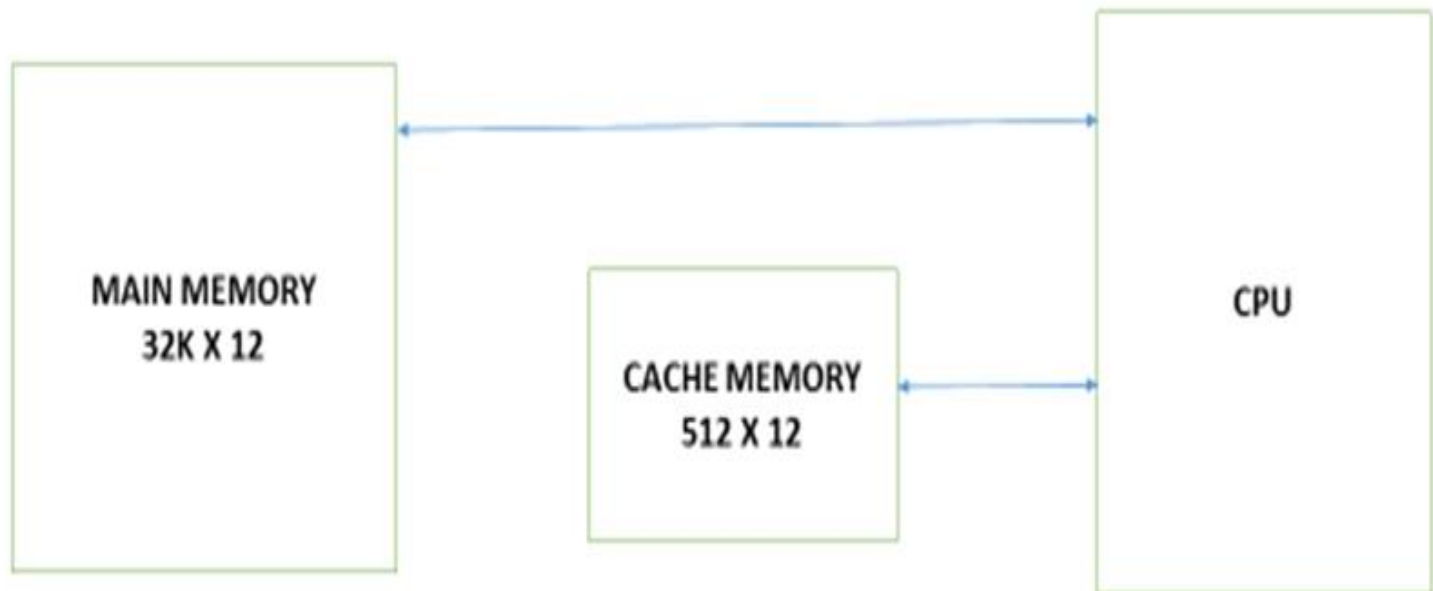 MAIN MEMORY
32K X 12
CACHE MEMORY
512 X 12
CPU